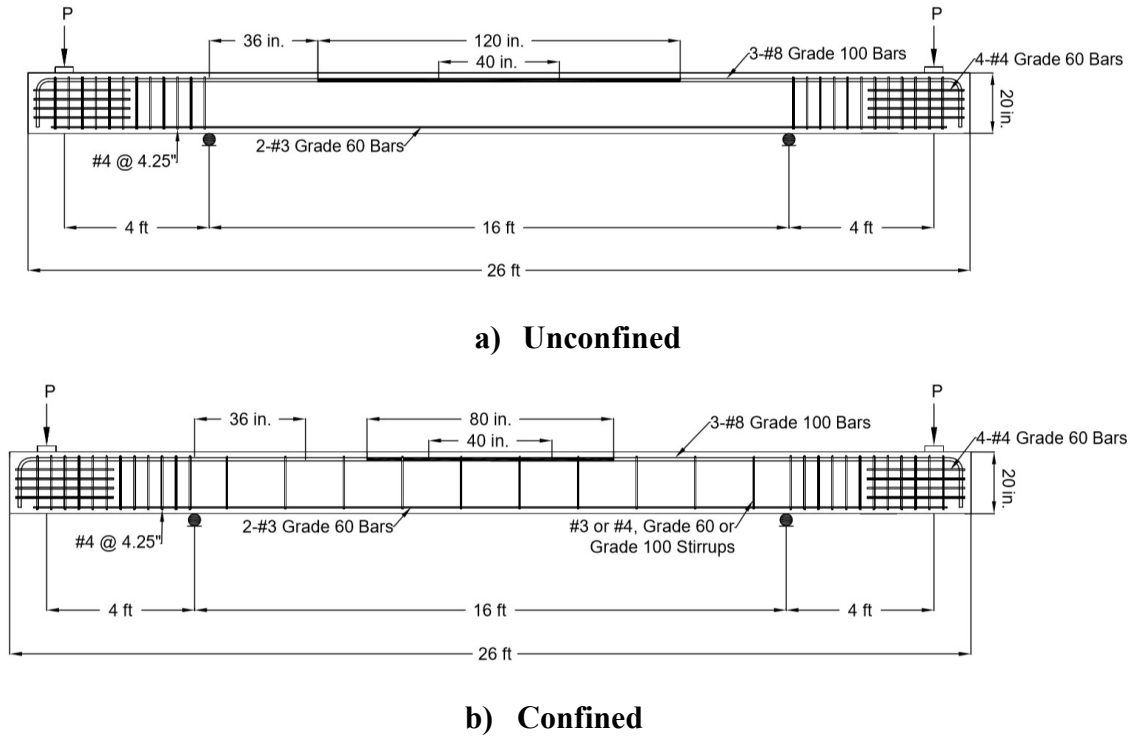 P
P
36 in.
120 in.
40 in.
3-#8 Grade 100 Bars
4-#4 Grade 60 Bars
20 in.
2-#3 Grade 60 Bars
#4 @ 4.25"
4 ft
16 ft
4 ft
26 ft
a) Unconfined
P
P
36 in.
80 in.
40 in.
3-#8 Grade 100 Bars
4-#4 Grade 60 Bars
20 in.
2-#3 Grade 60 Bars
#3 or #4, Grade 60 or
Grade 100 Stirrups
#4 @ 4.25"
4 ft
16 ft
4 ft
26 ft
b) Confined